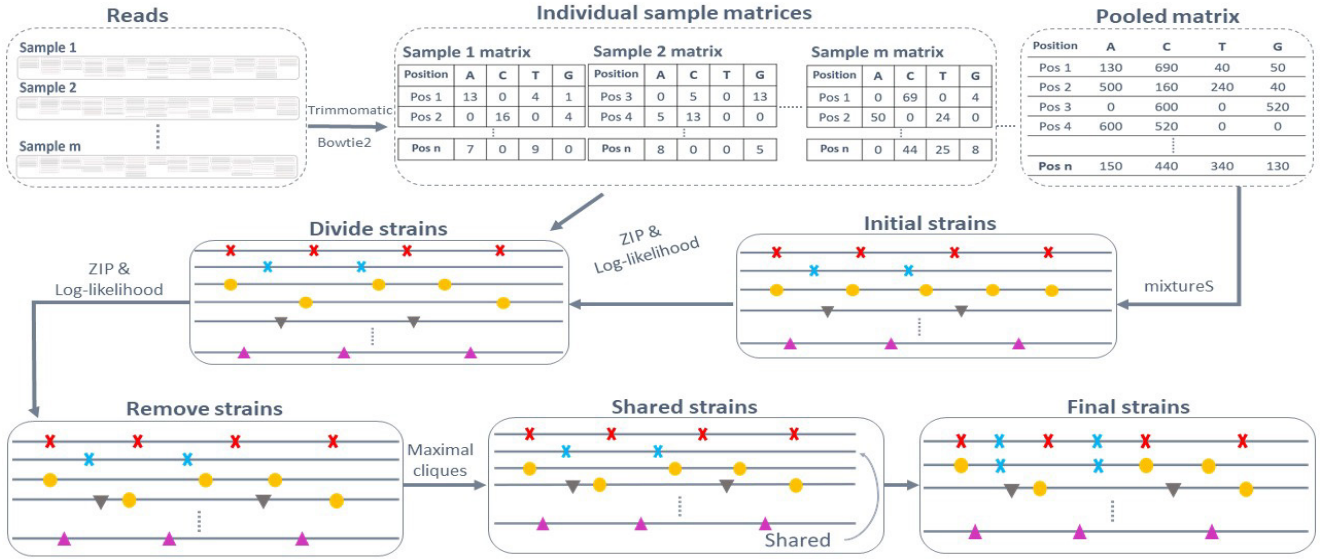 Reads
Sample 1
Sample 2
Sample m
Trimmomatic
Bowtie2
Individual sample matrices
Sample 1 matrix
Position A C T G
Pos 1 13 0 4 1
Pos 2 0 16 0 4
Pos n 7 0 9 0
Sample 2 matrix
Position A C T G
Pos 3 0 5 0 13
Pos 4 5 13 0 0
Pos n 8 0 0 5
Sample m matrix
Position A C T G
Pos 1 0 69 0 4
Pos 2 50 0 24 0
Pos n 0 44 25 8
Pooled matrix
Position A C T G
Pos 1 130 690 40 50
Pos 2 500 160 240 40
Pos 3 0 600 0 520
Pos 4 600 520 0 0
Pos n 150 440 340 130
mixtureS
Initial strains
ZIP &
Log-likelihood
Divide strains
ZIP &
Log-likelihood
Remove strains
Maximal
cliques
Shared strains
Shared
Final strains